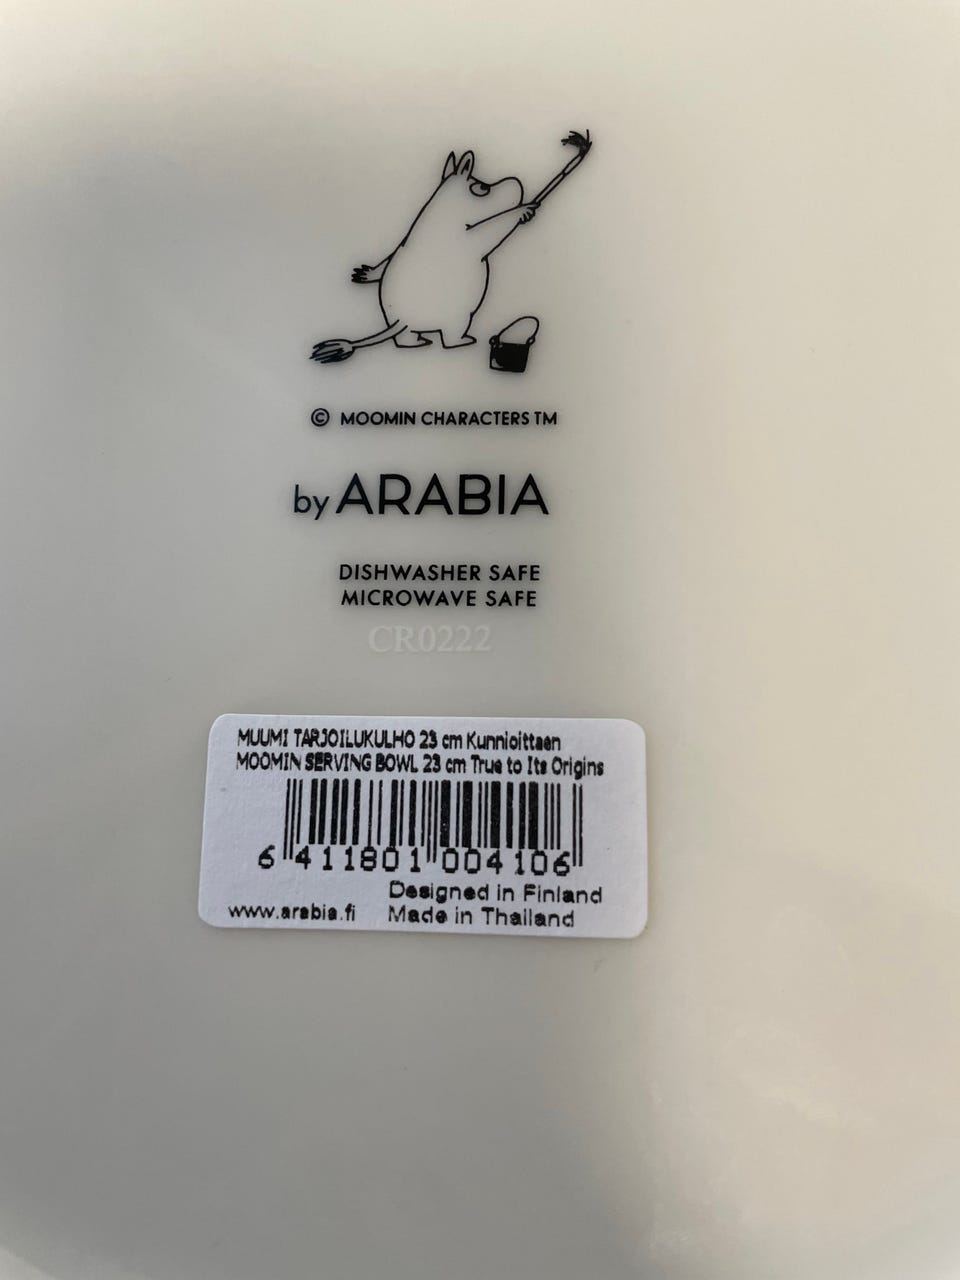 © MOOMIN CHARACTERS TM
by ARABIA
DISHWASHER SAFE
MICROWAVE SAFE
CR0222
MUUMI TARJOILUKULHO 23 cm Kunnioittaen
MOOMIN SERVING BOWL 23 cm True to Its Origins
6 411801 004106
Designed in Finland
www.arabia.fi Made in Thailand